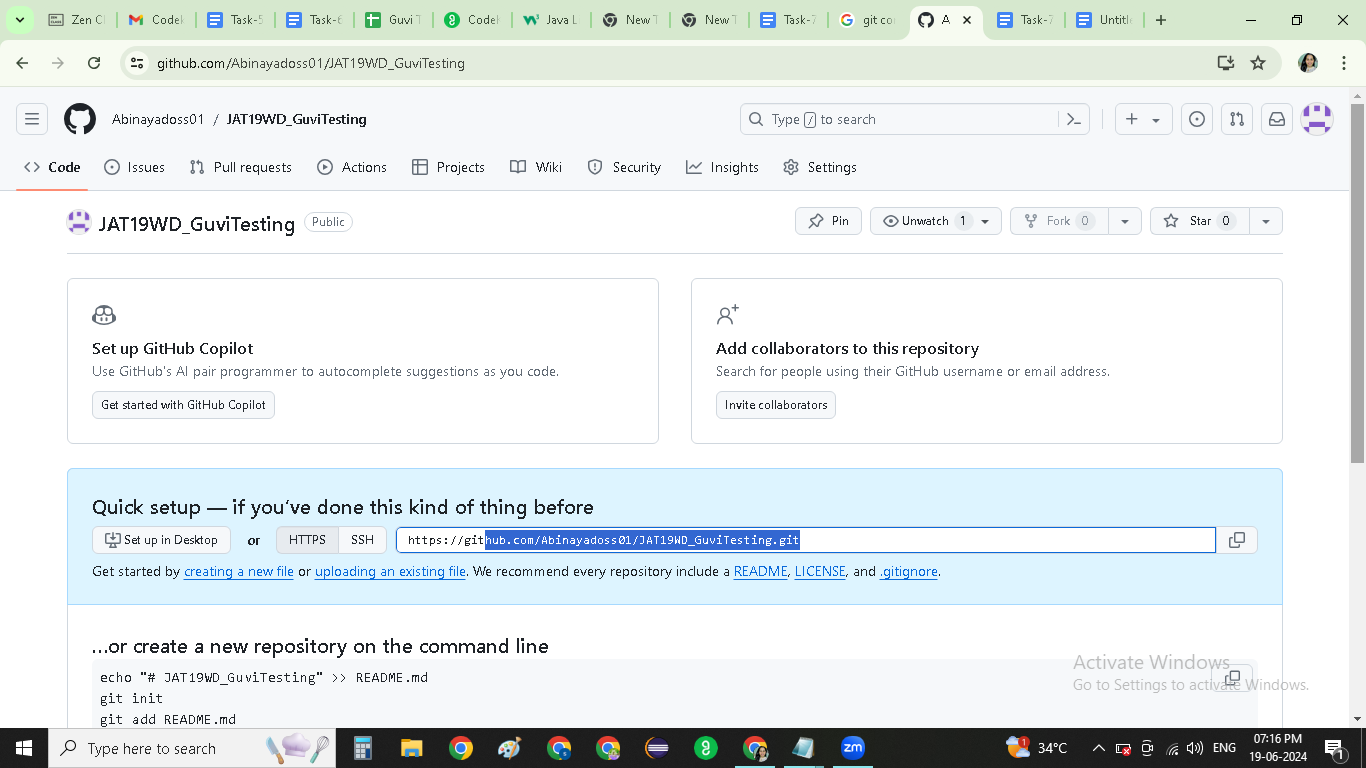 Zen Cl
Codek
Task-5
Task-6
Guvi T
Codek
Java L
New T
New T
Task-7
git co
A
Task-7
Untitle
github.com/Abinayadoss01/JAT19WD_GuviTesting
Abinayadoss01 / JAT19WD_GuviTesting
Type / to search
Code
Issues
Pull requests
Actions
Projects
Wiki
Security
Insights
Settings
JAT19WD_GuviTesting Public
Pin
Unwatch 1
Fork 0
Star 0
Set up GitHub Copilot
Use GitHub's AI pair programmer to autocomplete suggestions as you code.
Get started with GitHub Copilot
Add collaborators to this repository
Search for people using their GitHub username or email address.
Invite collaborators
Quick setup — if you’ve done this kind of thing before
Set up in Desktop or HTTPS SSH https://github.com/Abinayadoss01/JAT19WD_GuviTesting.git
Get started by creating a new file or uploading an existing file. We recommend every repository include a README, LICENSE, and .gitignore.
…or create a new repository on the command line
echo "# JAT19WD_GuviTesting" >> README.md
git init
git add README.md
Activate Windows
Go to Settings to activate Windows.
Type here to search
zm
1
34°C
ENG
07:16 PM
19-06-2024
1